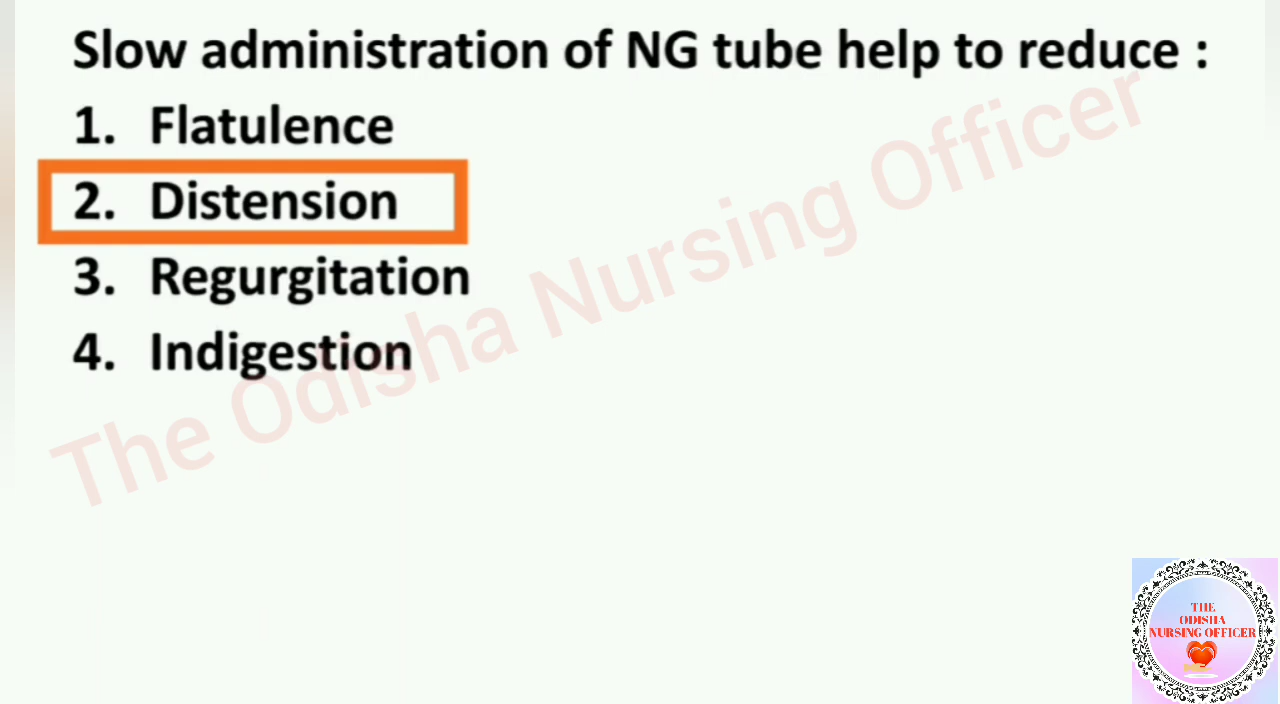 Slow administration of NG tube help to reduce :
1. Flatulence
2. Distension
3. Regurgitation
4. Indigestion
The Odisha Nursing Officer
THE
ODISHA
NURSING OFFICER